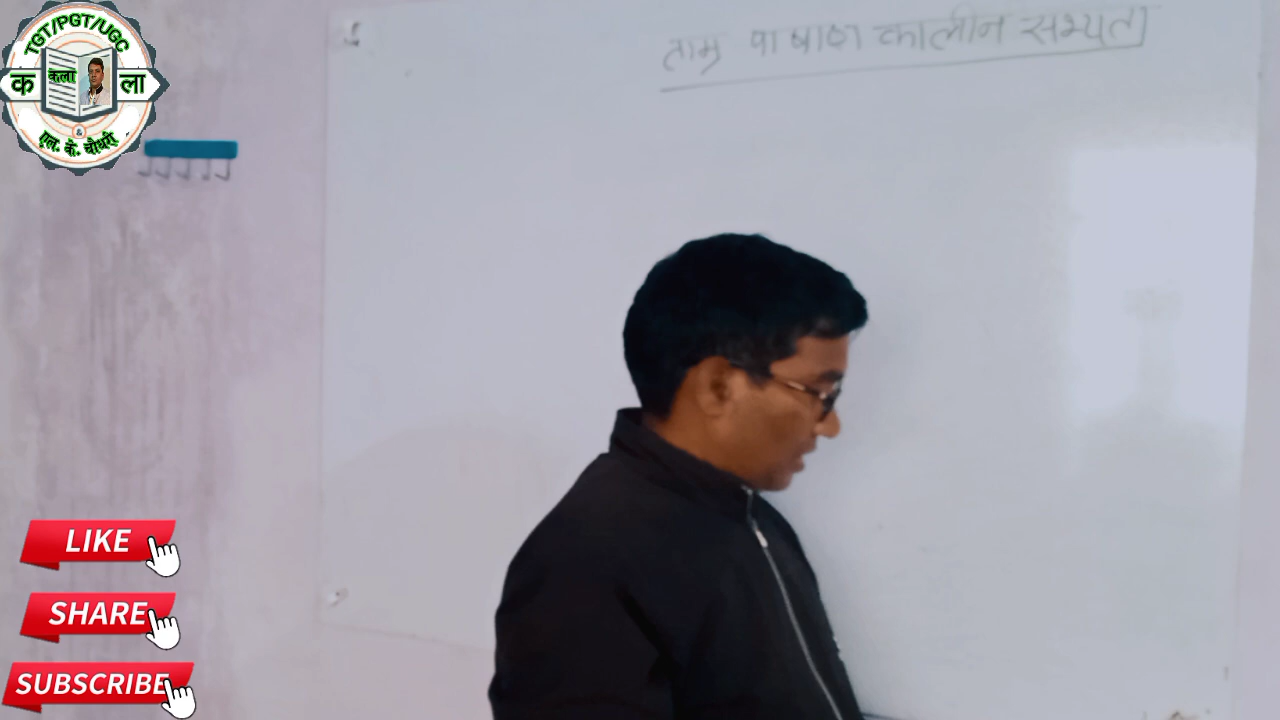 TGT/PGT/UGC
क कला ला
एल. के. चौधरी
ताम्र पाषाण कालीन सभ्यता
LIKE
SHARE
SUBSCRIBE